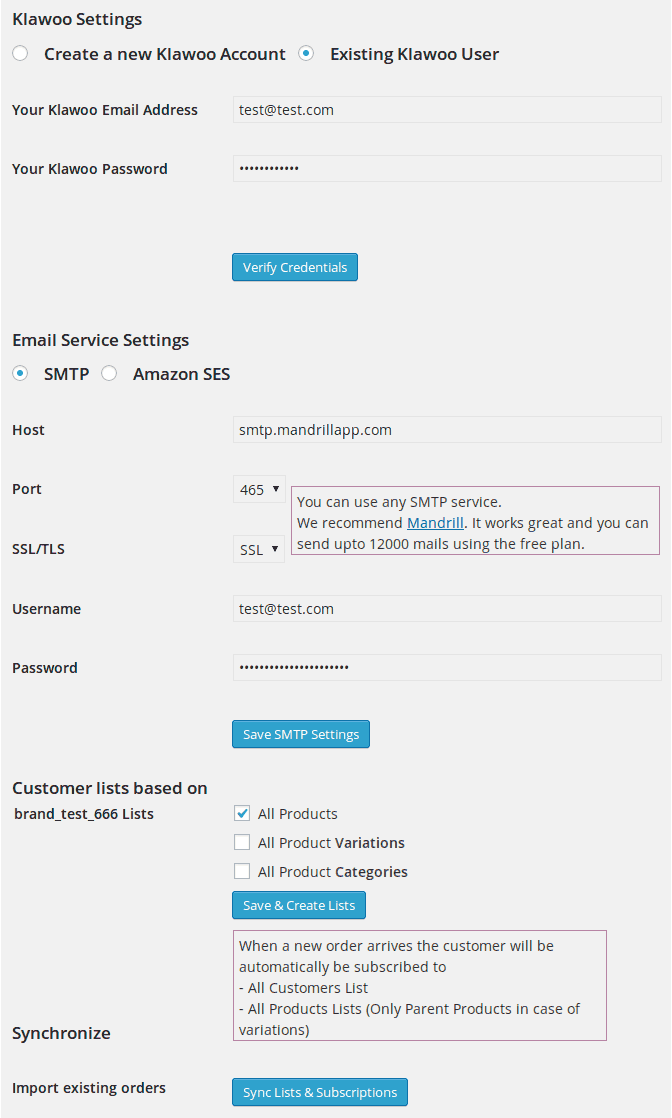 Klawoo Settings
Create a new Klawoo Account Existing Klawoo User
Your Klawoo Email Address test@test.com
Your Klawoo Password ••••••••••••
Verify Credentials
Email Service Settings
SMTP Amazon SES
Host smtp.mandrillapp.com
Port 465
You can use any SMTP service.
We recommend Mandrill. It works great and you can
send upto 12000 mails using the free plan.
SSL/TLS SSL
Username test@test.com
Password ••••••••••••••••••••••
Save SMTP Settings
Customer lists based on
brand_test_666 Lists All Products
All Product Variations
All Product Categories
Save & Create Lists
When a new order arrives the customer will be
automatically be subscribed to
- All Customers List
- All Products Lists (Only Parent Products in case of
variations)
Synchronize
Import existing orders Sync Lists & Subscriptions